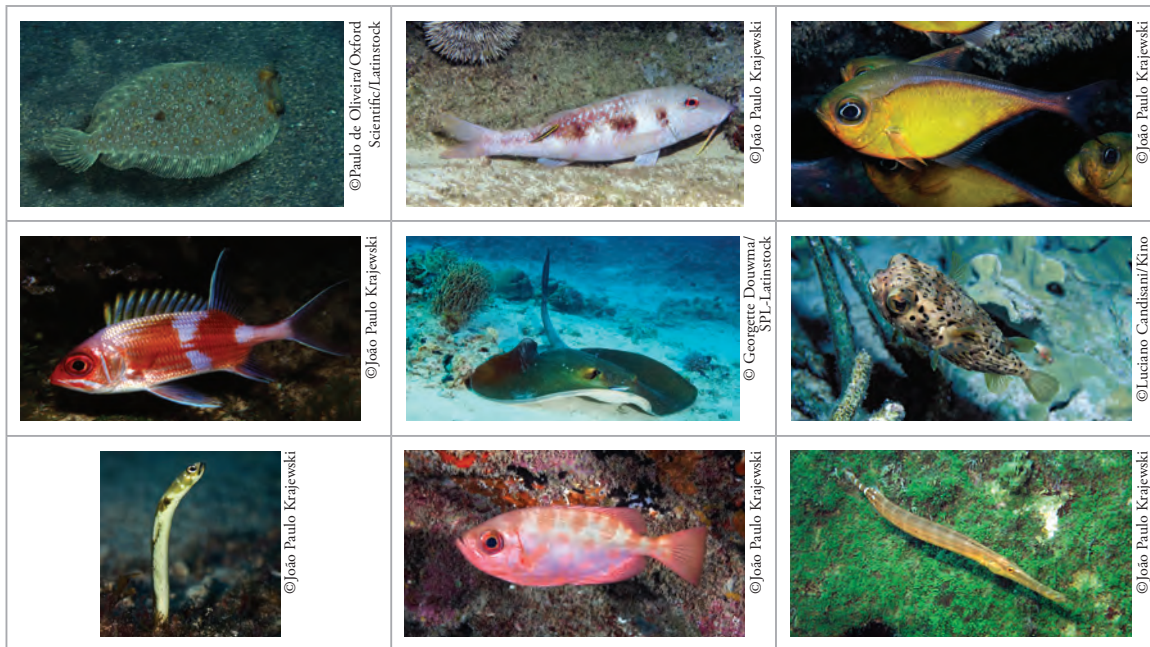 ©Paulo de Oliveira/Oxford
Scientific/Latinstock
©João Paulo Krajewski
©João Paulo Krajewski
©João Paulo Krajewski
© Georgette Douwma/
SPL-Latinstock
©Luciano Candisani/Kino
©João Paulo Krajewski
©João Paulo Krajewski
©João Paulo Krajewski